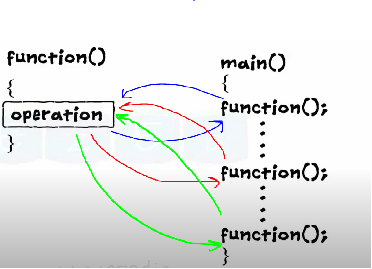 function()
{
operation
}
main()
{
function();
function();
function();
}